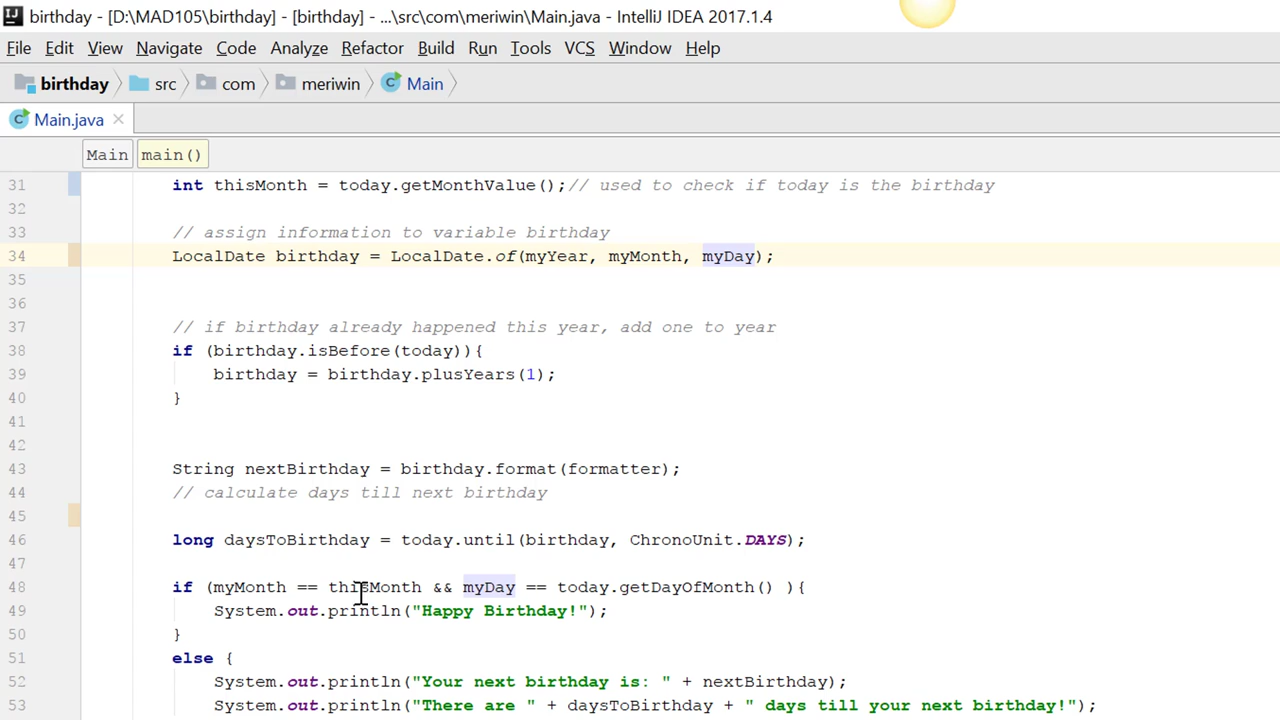 birthday - [D:\MAD105\birthday] - [birthday] - ...\src\com\meriwin\Main.java - IntelliJ IDEA 2017.1.4
File Edit View Navigate Code Analyze Refactor Build Run Tools VCS Window Help
birthday src com meriwin Main
Main.java
Main main()
31 int thisMonth = today.getMonthValue();// used to check if today is the birthday
32
33 // assign information to variable birthday
34 LocalDate birthday = LocalDate.of(myYear, myMonth, myDay);
35
36
37 // if birthday already happened this year, add one to year
38 if (birthday.isBefore(today)){
39 birthday = birthday.plusYears(1);
40 }
41
42
43 String nextBirthday = birthday.format(formatter);
44 // calculate days till next birthday
45
46 long daysToBirthday = today.until(birthday, ChronoUnit.DAYS);
47
48 if (myMonth == thisMonth && myDay == today.getDayOfMonth() ){
49 System.out.println("Happy Birthday!");
50 }
51 else {
52 System.out.println("Your next birthday is: " + nextBirthday);
53 System.out.println("There are " + daysToBirthday + " days till your next birthday!");